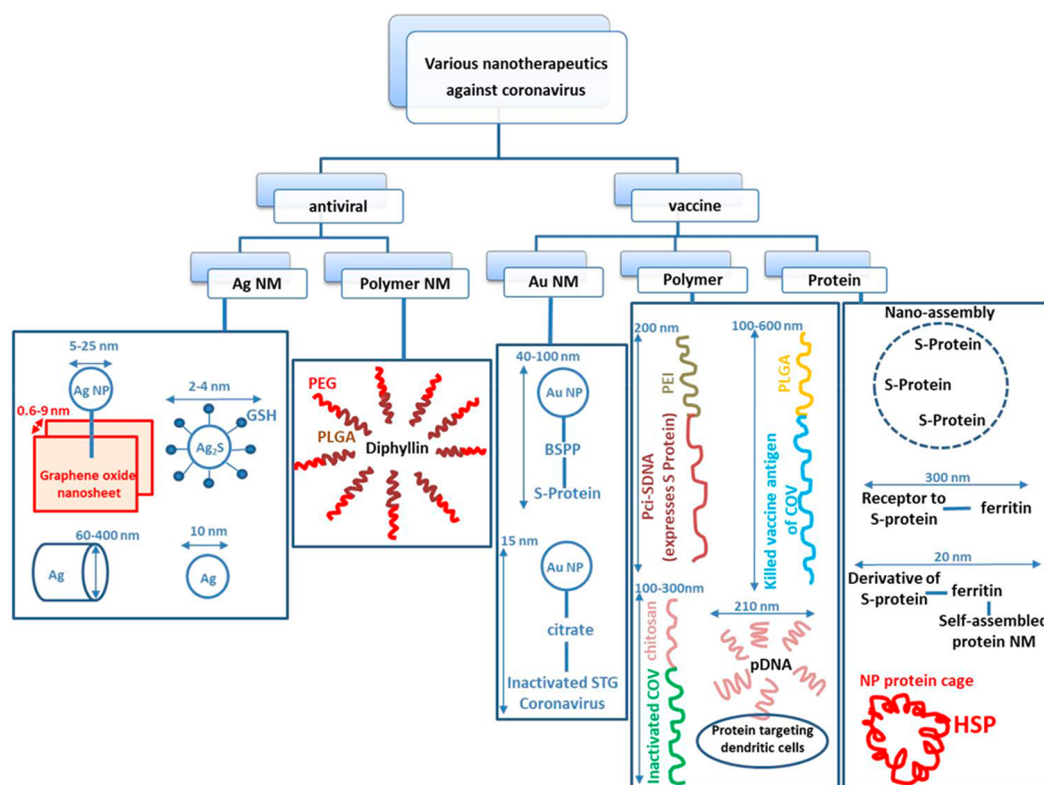 Various nanotherapeutics
against coronavirus
antiviral
vaccine
Ag NM
Polymer NM
Au NM
Polymer
Protein
5-25 nm
Ag NP
0.6-9 nm
Graphene oxide
nanosheet
2-4 nm
GSH
Ag₂S
60-400 nm
Ag
10 nm
Ag
PEG
PLGA
Diphyllin
40-100 nm
Au NP
BSPP
S-Protein
15 nm
Au NP
citrate
Inactivated STG
Coronavirus
200 nm
PEI
Pci-SDNA
(expresses S Protein)
100-600 nm
PLGA
Killed vaccine antigen
of COV
100-300nm
chitosan
Inactivated COV
210 nm
pDNA
Protein targeting
dendritic cells
Nano-assembly
S-Protein
S-Protein
S-Protein
300 nm
Receptor to
S-protein
ferritin
20 nm
Derivative of
S-protein
ferritin
Self-assembled
protein NM
NP protein cage
HSP